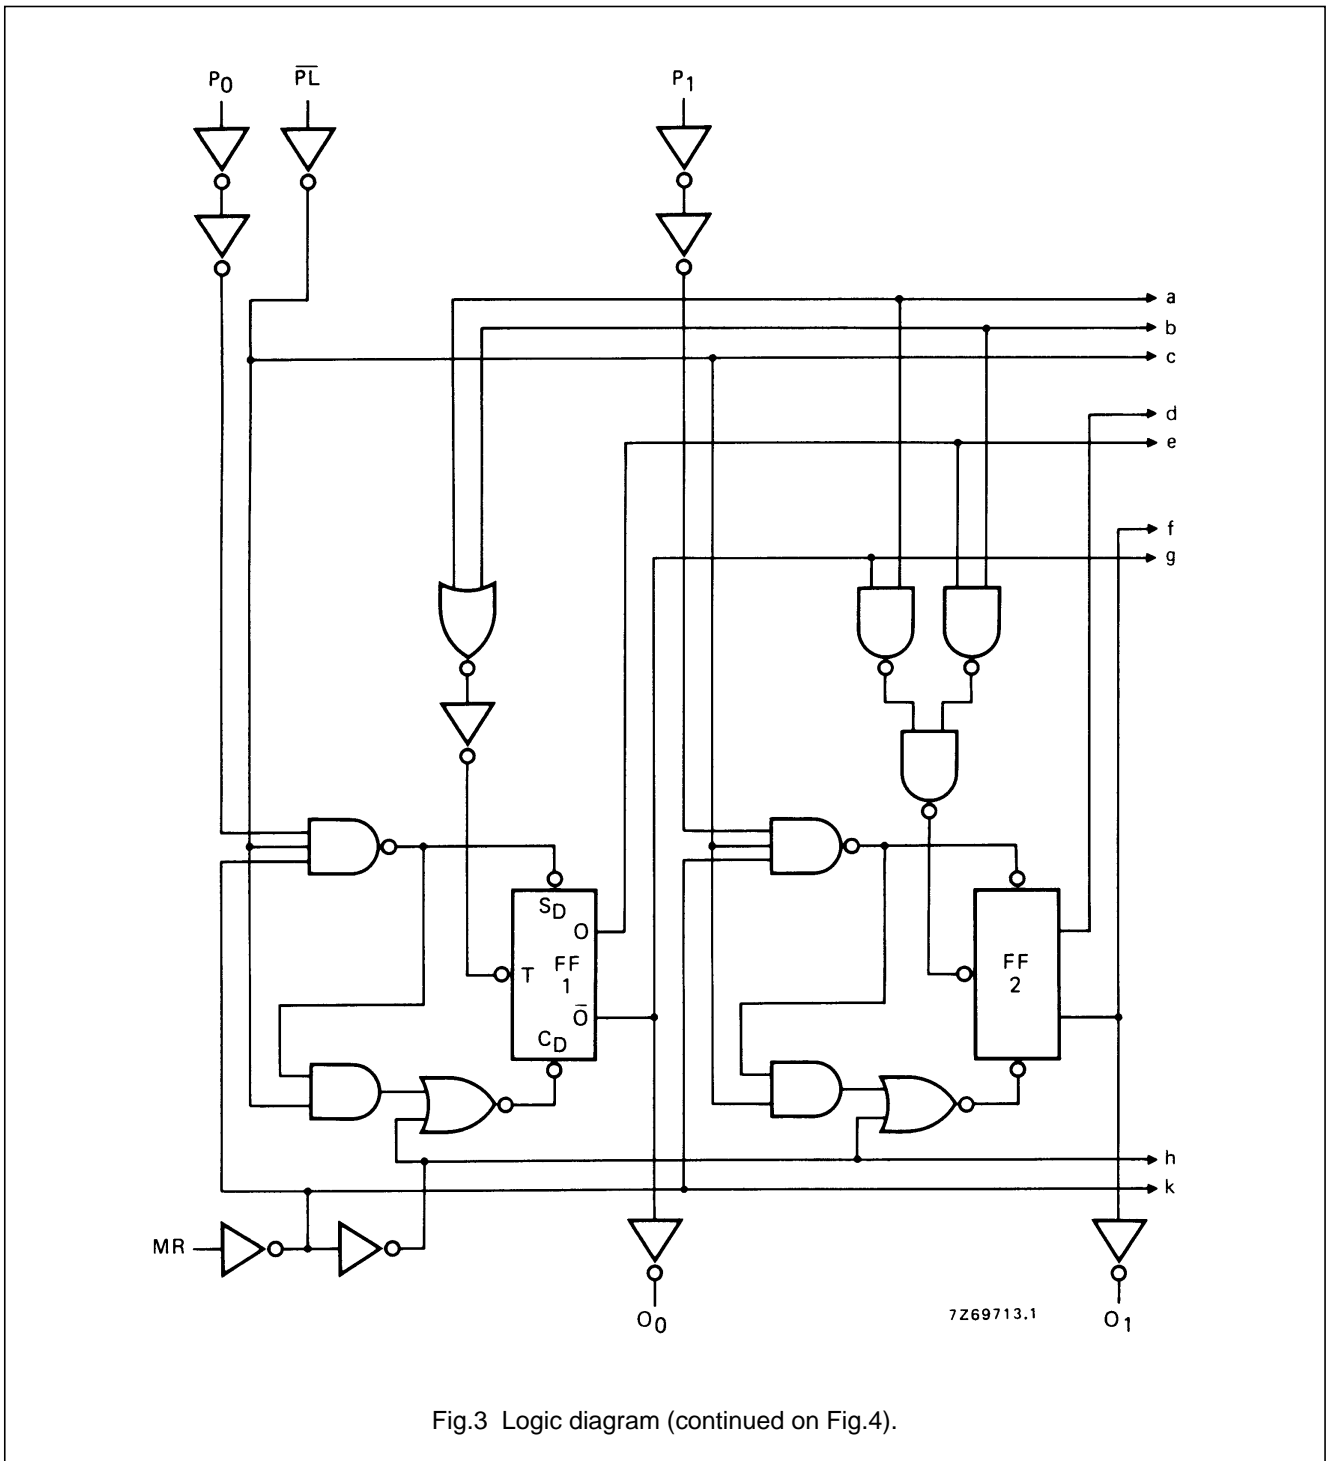 P0 PL̅ P1
a
b
c
d
e
f
g
SD
O
T FF
1
O̅
CD
FF
2
h
k
MR
O0 7Z69713.1 O1
Fig.3 Logic diagram (continued on Fig.4).